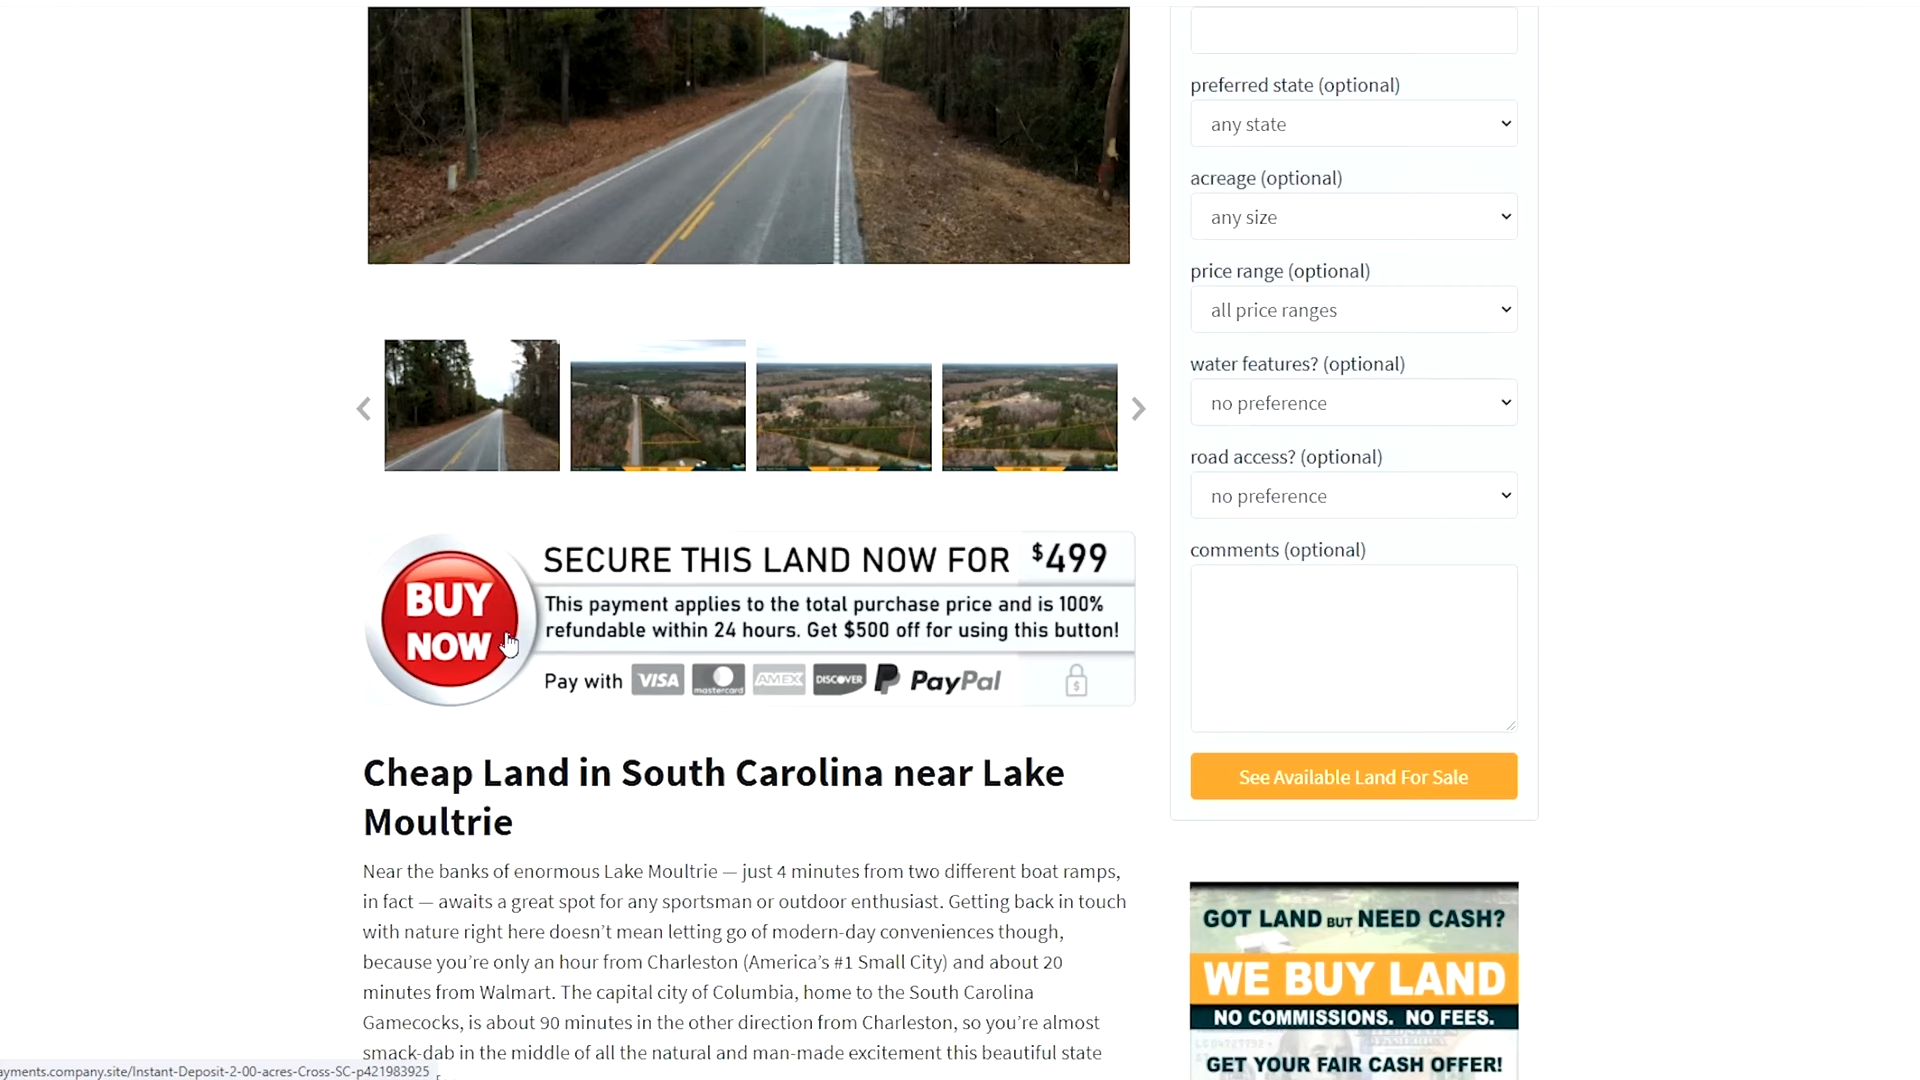 preferred state (optional)
any state
acreage (optional)
any size
price range (optional)
all price ranges
water features? (optional)
no preference
road access? (optional)
no preference
comments (optional)
See Available Land For Sale
BUY
NOW
SECURE THIS LAND NOW FOR $499
This payment applies to the total purchase price and is 100%
refundable within 24 hours. Get $500 off for using this button!
Pay with VISA mastercard AMEX DISCOVER PayPal
Cheap Land in South Carolina near Lake
Moultrie
Near the banks of enormous Lake Moultrie — just 4 minutes from two different boat ramps,
in fact — awaits a great spot for any sportsman or outdoor enthusiast. Getting back in touch
with nature right here doesn't mean letting go of modern-day conveniences though,
because you're only an hour from Charleston (America's #1 Small City) and about 20
minutes from Walmart. The capital city of Columbia, home to the South Carolina
Gamecocks, is about 90 minutes in the other direction from Charleston, so you're almost
smack-dab in the middle of all the natural and man-made excitement this beautiful state
ayments.company.site/Instant-Deposit-2-00-acres-Cross-SC-p421983925
GOT LAND BUT NEED CASH?
WE BUY LAND
NO COMMISSIONS. NO FEES.
GET YOUR FAIR CASH OFFER!